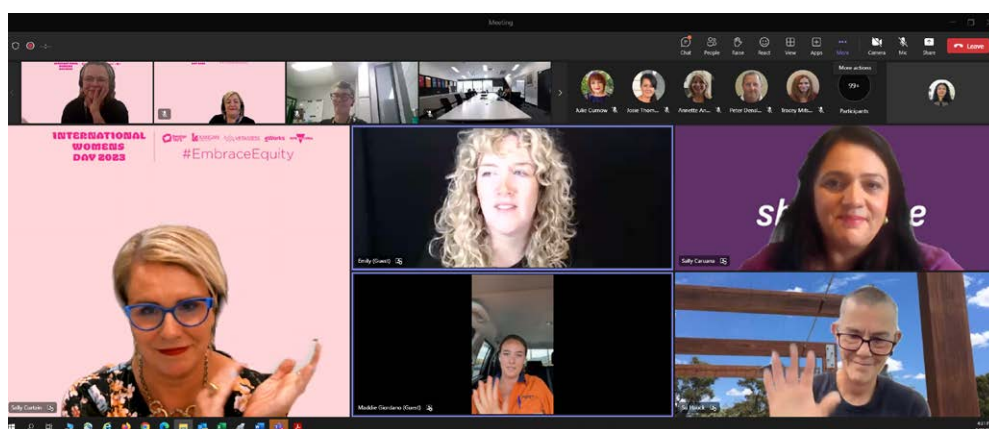 Meeting
Chat
People
Raise
React
View
Apps
More
Camera
Mic
Share
Leave
More actions
Julie Curnow
Josie Thom...
Annette An...
Peter Donal...
Tracey Mitc...
99+
Participants
INTERNATIONAL
WOMENS
DAY 2023
#EmbraceEquity
Sally Curtain
Emily (Guest)
Sally Caruana
Maddie Giordano (Guest)